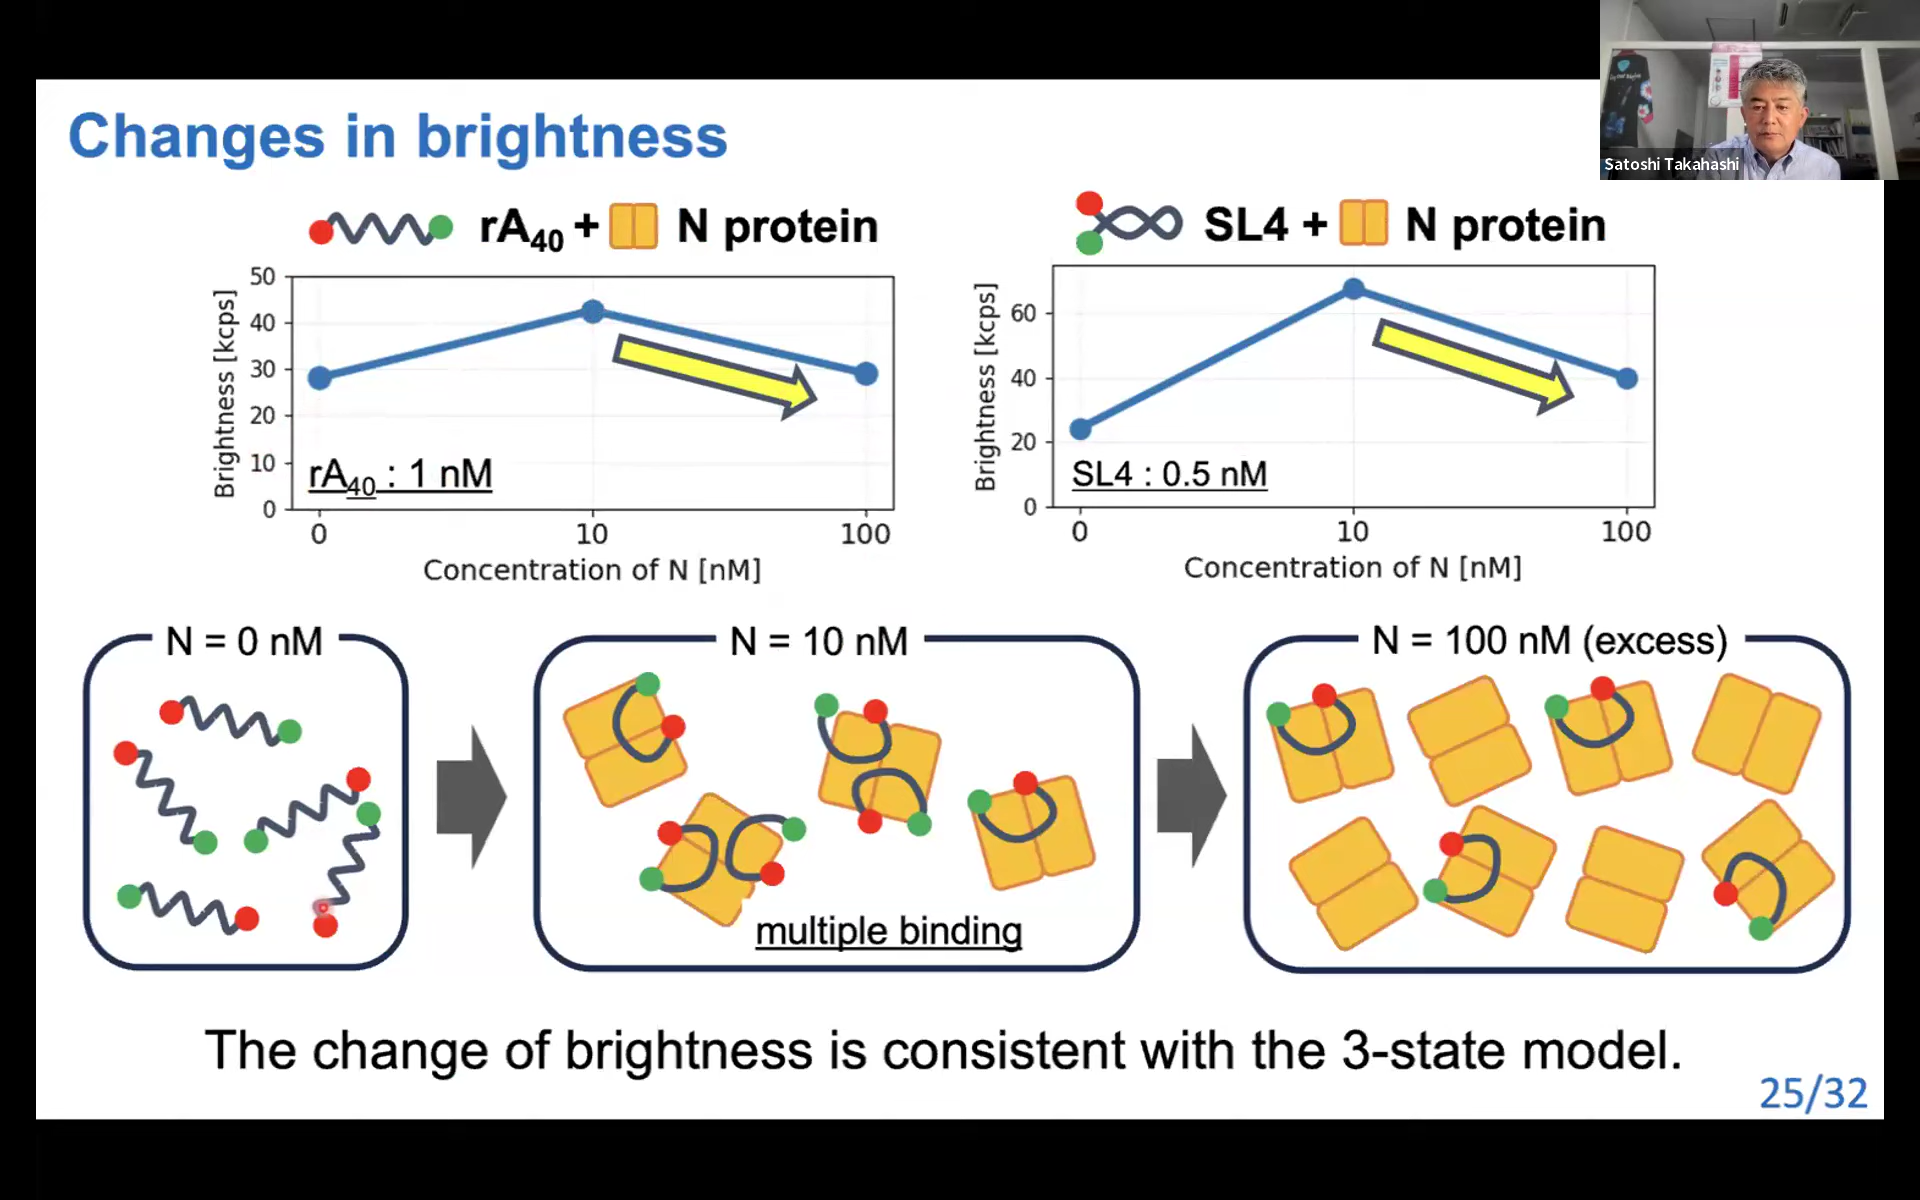 Changes in brightness
Satoshi Takahashi
rA40 + N protein
50
40
30
20
10
0
Brightness [kcps]
rA40 : 1 nM
0 10 100
Concentration of N [nM]
SL4 + N protein
60
40
20
0
Brightness [kcps]
SL4 : 0.5 nM
0 10 100
Concentration of N [nM]
N = 0 nM
N = 10 nM
multiple binding
N = 100 nM (excess)
The change of brightness is consistent with the 3-state model.
25/32